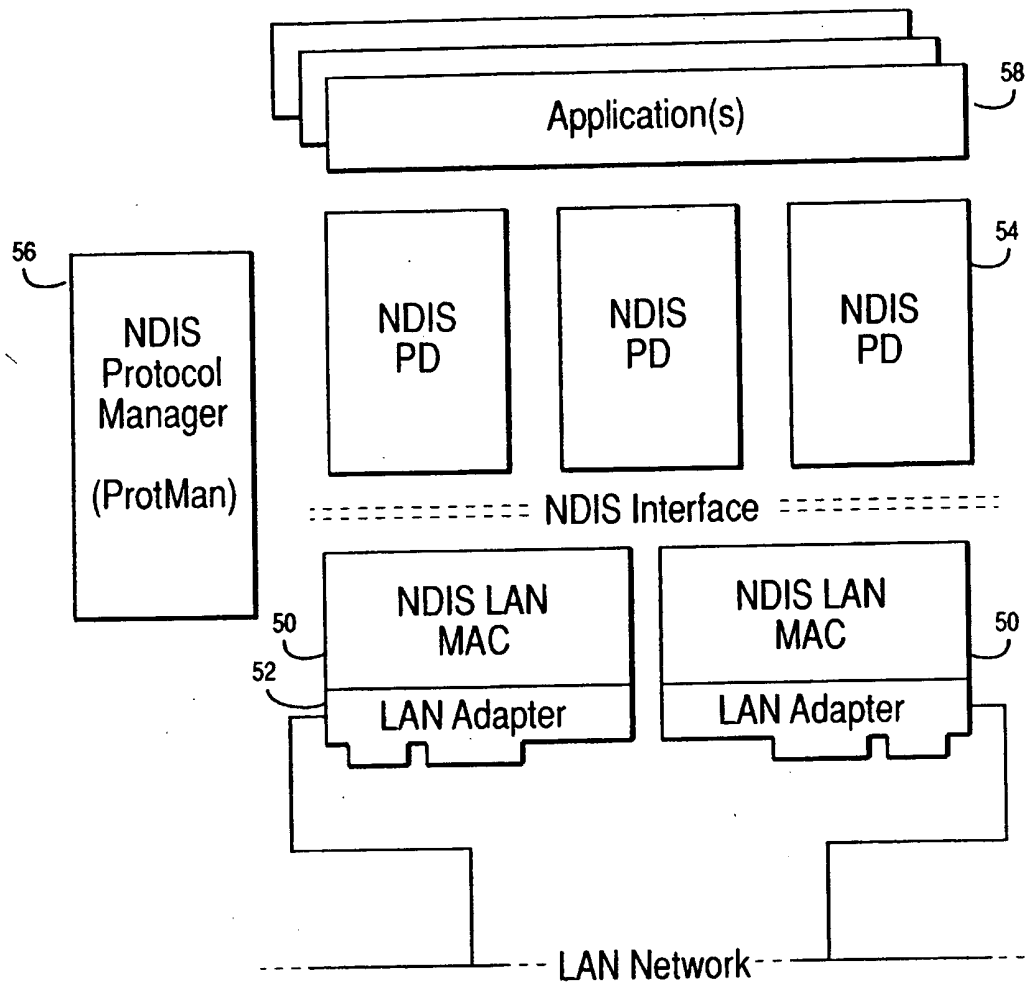 58
Application(s)
56
54
NDIS
Protocol
Manager
(ProtMan)
NDIS
PD
NDIS
PD
NDIS
PD
NDIS Interface
50
NDIS LAN
MAC
NDIS LAN
MAC
50
52
LAN Adapter
LAN Adapter
LAN Network